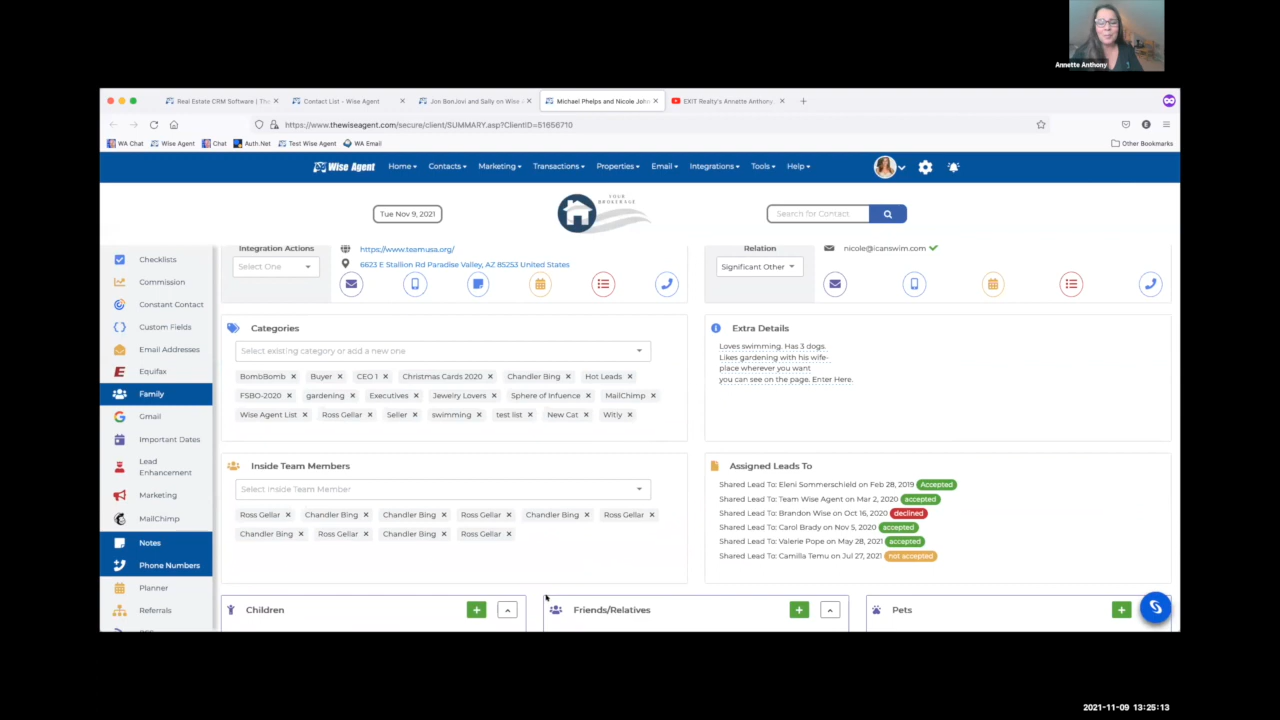 Annette Anthony
Real Estate CRM Software | Th
Contact List - Wise Agent
Jon BonJovi and Sally on Wise
Michael Phelps and Nicole Joh
EXIT Realty's Annette Anthony
https://www.thewiseagent.com/secure/client/SUMMARY.asp?ClientID=51656710
WA Chat Wise Agent Chat Auth.Net Test Wise Agent WA Email Other Bookmarks
Wise Agent Home Contacts Marketing Transactions Properties Email Integrations Tools Help
Tue Nov 9, 2021
YOUR
BROKERAGE
Search for Contact
Checklists
Commission
Constant Contact
Custom Fields
Email Addresses
Equifax
Family
Gmail
Important Dates
Lead
Enhancement
Marketing
MailChimp
Notes
Phone Numbers
Planner
Referrals
Integration Actions
Select One
https://www.teamusa.org/
6623 E Stallion Rd Paradise Valley, AZ 85253 United States
Relation
Significant Other
nicole@icanswim.com
Categories
Select existing category or add a new one
BombBomb Buyer CEO 1 Christmas Cards 2020 Chandler Bing Hot Leads
FSBO-2020 gardening Executives Jewelry Lovers Sphere of Infuence MailChimp
Wise Agent List Ross Gellar Seller swimming test list New Cat Witly
Extra Details
Loves swimming. Has 3 dogs.
Likes gardening with his wife-
place wherever you want
you can see on the page. Enter Here.
Inside Team Members
Select Inside Team Member
Ross Gellar Chandler Bing Chandler Bing Ross Gellar Chandler Bing Ross Gellar
Chandler Bing Ross Gellar Chandler Bing Ross Gellar
Assigned Leads To
Shared Lead To: Eleni Sommerschield on Feb 28, 2019 Accepted
Shared Lead To: Team Wise Agent on Mar 2, 2020 accepted
Shared Lead To: Brandon Wise on Oct 16, 2020 declined
Shared Lead To: Carol Brady on Nov 5, 2020 accepted
Shared Lead To: Valerie Pope on May 28, 2021 accepted
Shared Lead To: Camilla Temu on Jul 27, 2021 not accepted
Children
Friends/Relatives
Pets
2021-11-09 13:25:13